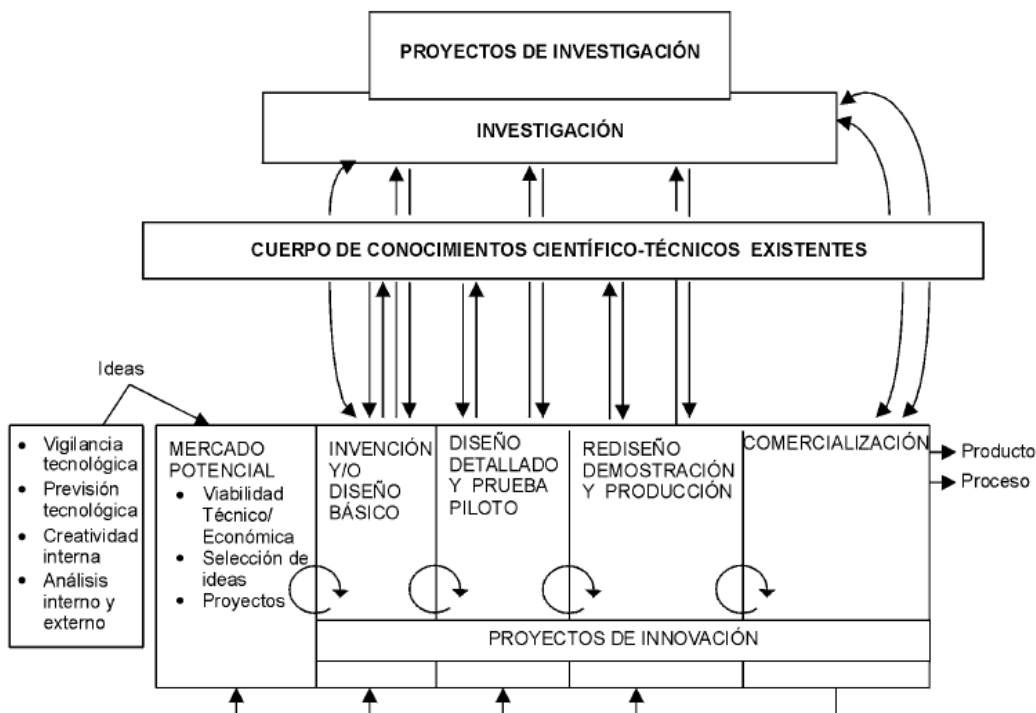 PROYECTOS DE INVESTIGACIÓN
INVESTIGACIÓN
CUERPO DE CONOCIMIENTOS CIENTÍFICO-TÉCNICOS EXISTENTES
Ideas
• Vigilancia
tecnológica
• Previsión
tecnológica
• Creatividad
interna
• Análisis
interno y
externo
MERCADO
POTENCIAL
• Viabilidad
Técnico/
Económica
• Selección de
ideas
• Proyectos
INVENCIÓN
Y/O
DISEÑO
BÁSICO
DISEÑO
DETALLADO
Y PRUEBA
PILOTO
REDISEÑO
DEMOSTRACIÓN
Y PRODUCCIÓN
COMERCIALIZACIÓN
Producto
Proceso
PROYECTOS DE INNOVACIÓN